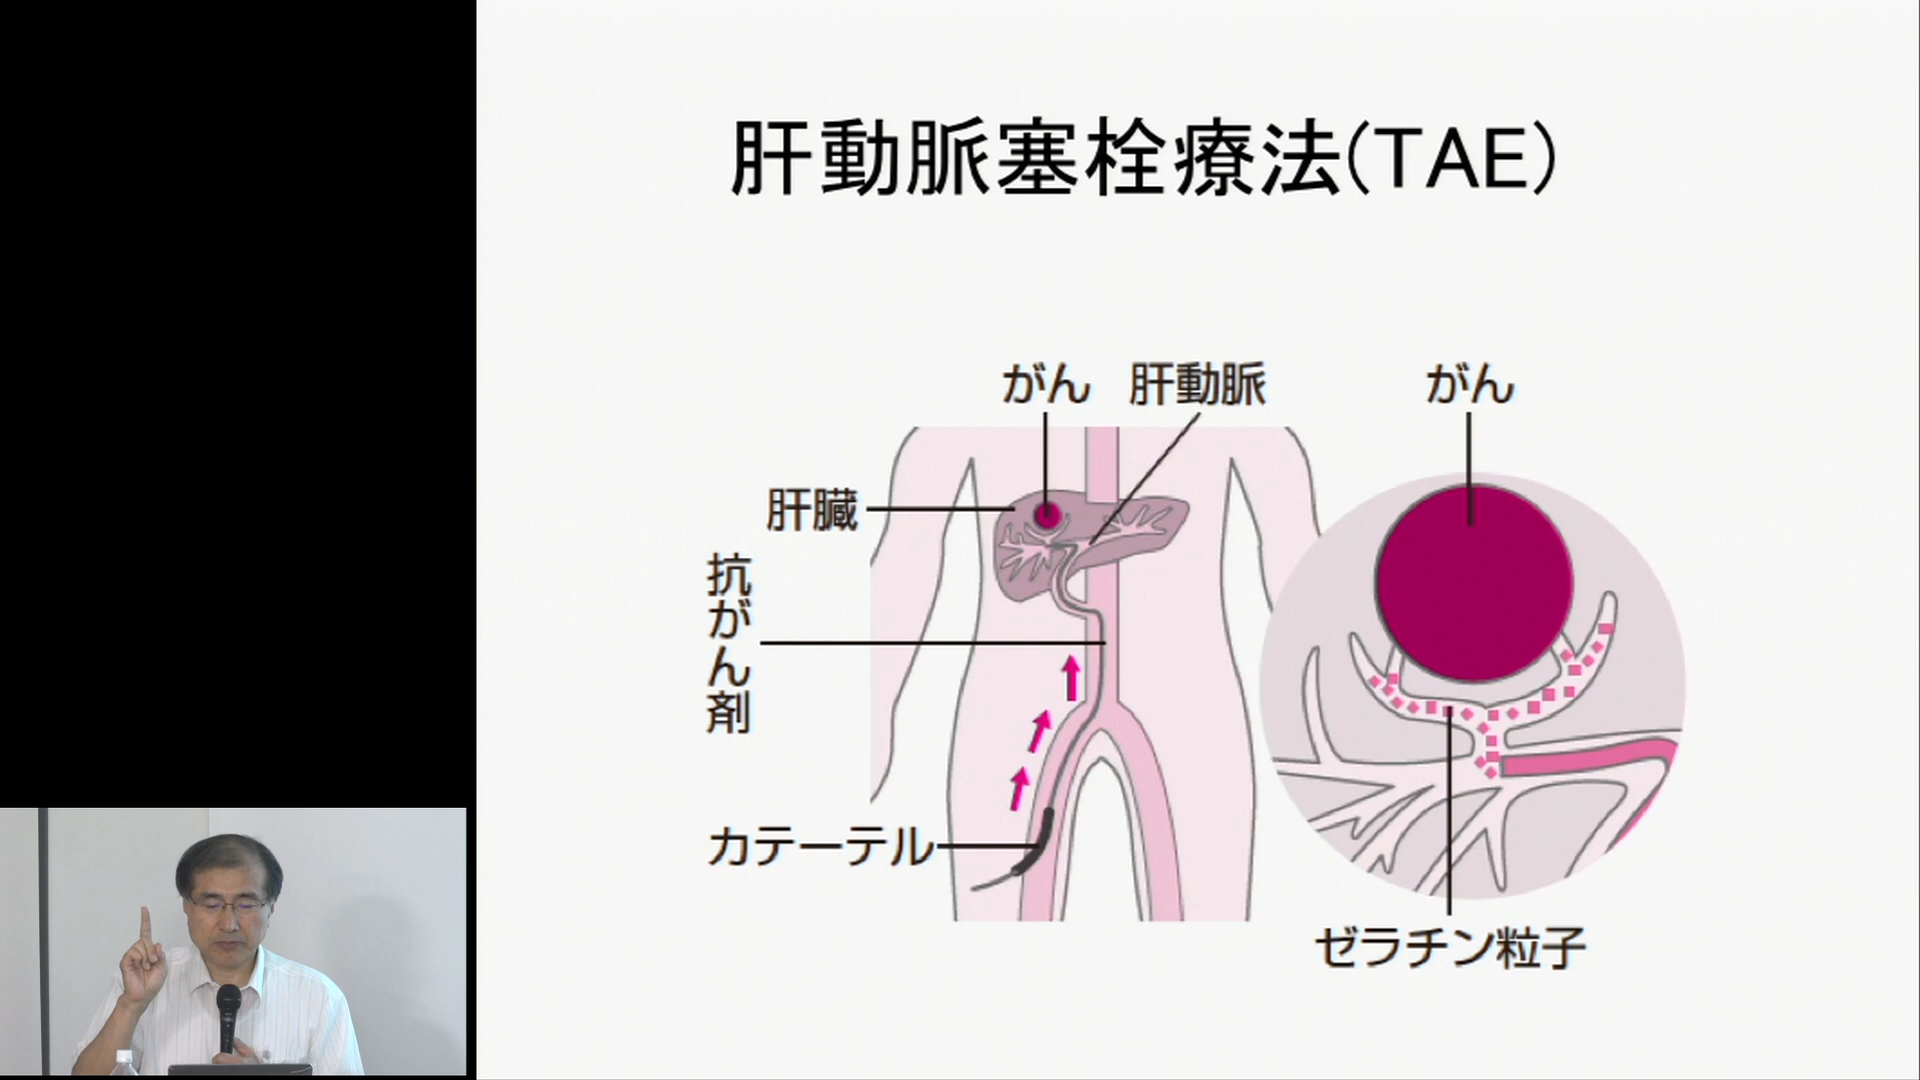 肝動脈塞栓療法(TAE)
がん
肝動脈
がん
肝臓
抗がん剤
カテーテル
ゼラチン粒子